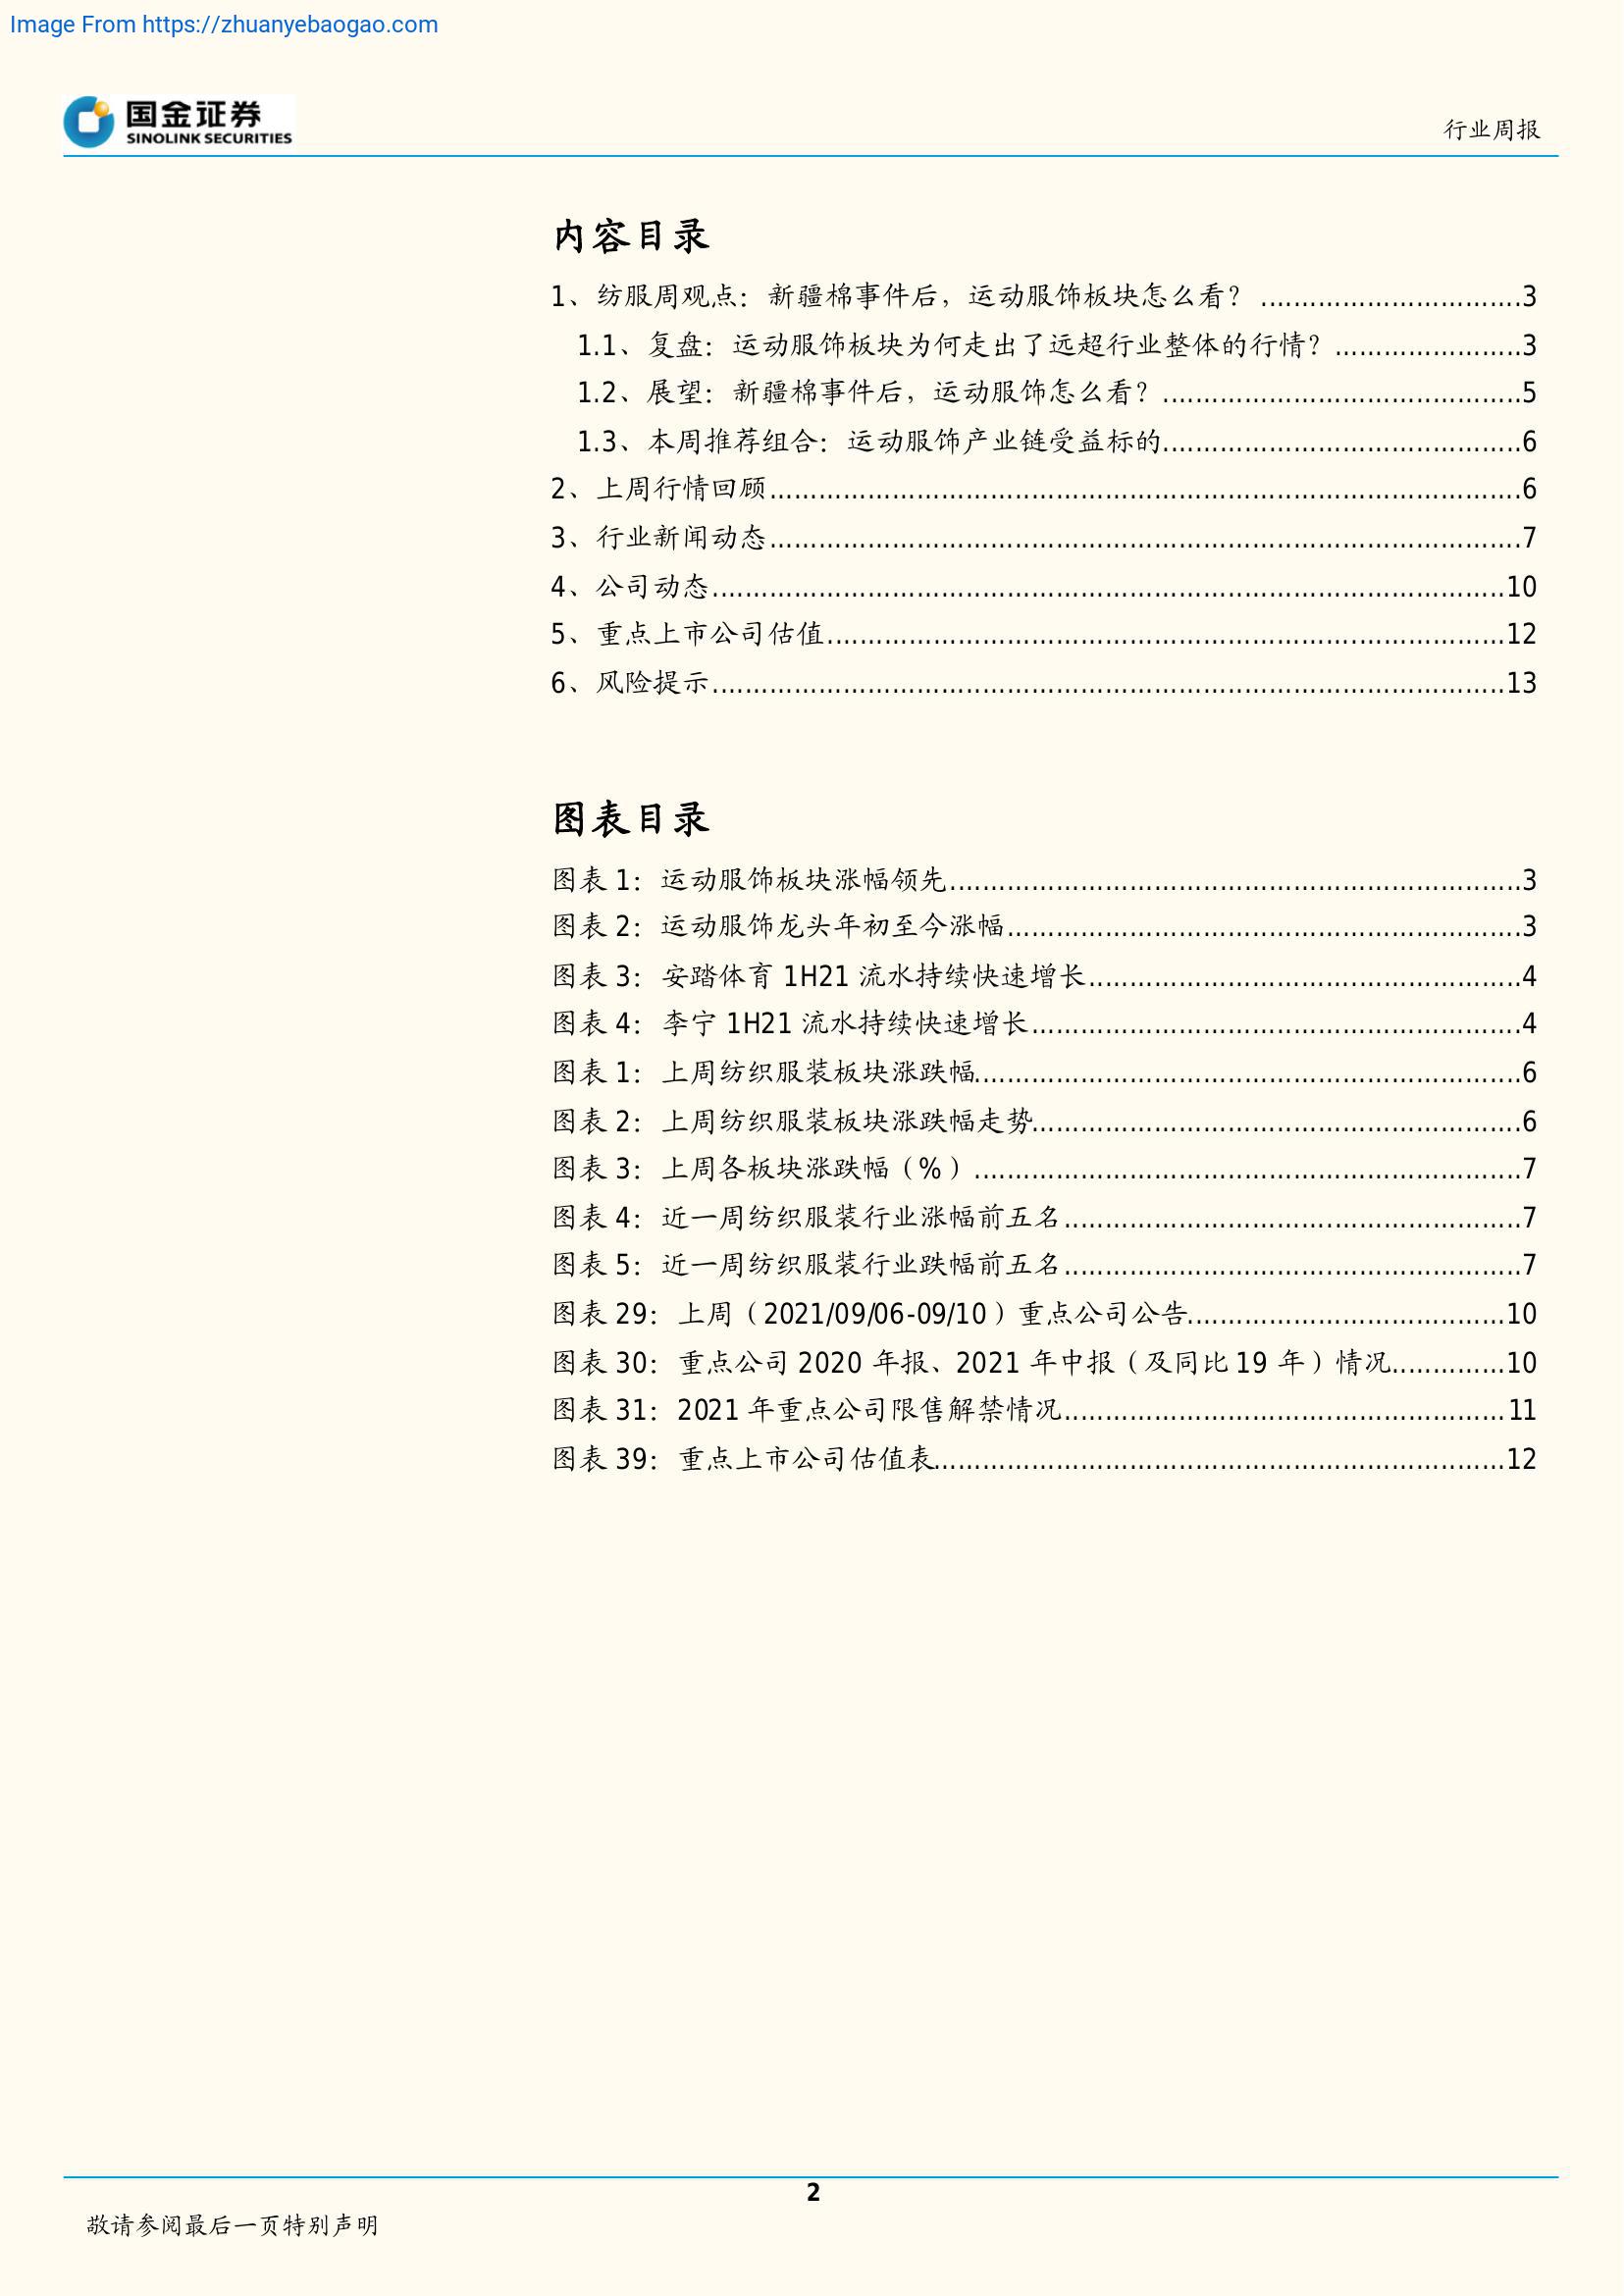 Image From https://zhuanyebaogao.com
国金证券
SINOLINK SECURITIES
行业周报
内容目录
1、纺服周观点：新疆棉事件后，运动服饰板块怎么看？ ................................3
1.1、复盘：运动服饰板块为何走出了远超行业整体的行情？.......................3
1.2、展望：新疆棉事件后，运动服饰怎么看？............................................5
1.3、本周推荐组合：运动服饰产业链受益标的............................................6
2、上周行情回顾............................................................................................6
3、行业新闻动态............................................................................................7
4、公司动态.................................................................................................10
5、重点上市公司估值...................................................................................12
6、风险提示.................................................................................................13
图表目录
图表 1：运动服饰板块涨幅领先......................................................................3
图表 2：运动服饰龙头年初至今涨幅...............................................................3
图表 3：安踏体育 1H21 流水持续快速增长.....................................................4
图表 4：李宁 1H21 流水持续快速增长............................................................4
图表 1：上周纺织服装板块涨跌幅...................................................................6
图表 2：上周纺织服装板块涨跌幅走势............................................................6
图表 3：上周各板块涨跌幅（%）...................................................................7
图表 4：近一周纺织服装行业涨幅前五名........................................................7
图表 5：近一周纺织服装行业跌幅前五名........................................................7
图表 29：上周（2021/09/06-09/10）重点公司公告.......................................10
图表 30：重点公司 2020 年报、2021 年中报（及同比 19 年）情况..............10
图表 31：2021 年重点公司限售解禁情况......................................................11
图表 39：重点上市公司估值表......................................................................12
2
敬请参阅最后一页特别声明